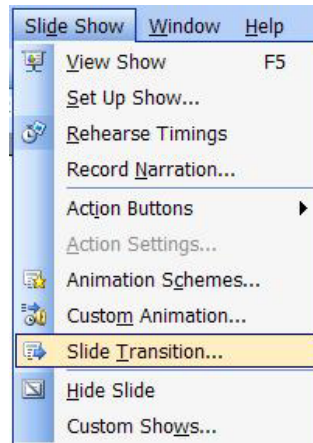 Slide Show Window Help
View Show F5
Set Up Show...
Rehearse Timings
Record Narration...
Action Buttons
Action Settings...
Animation Schemes...
Custom Animation...
Slide Transition...
Hide Slide
Custom Shows...